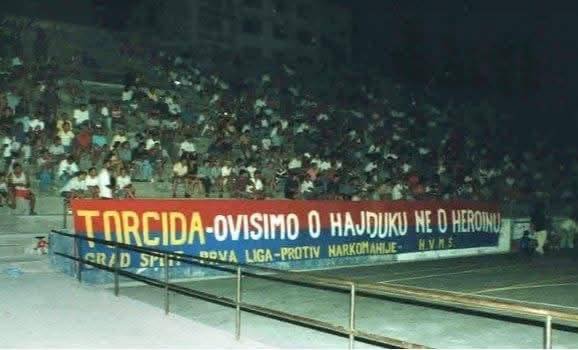 TORCIDA-OVISIMO O HAJDUKU NE O HEROINU
GRAD SPLIT-PRVA LIGA-PROTIV NARKOMANIJE- H.V.M.S.